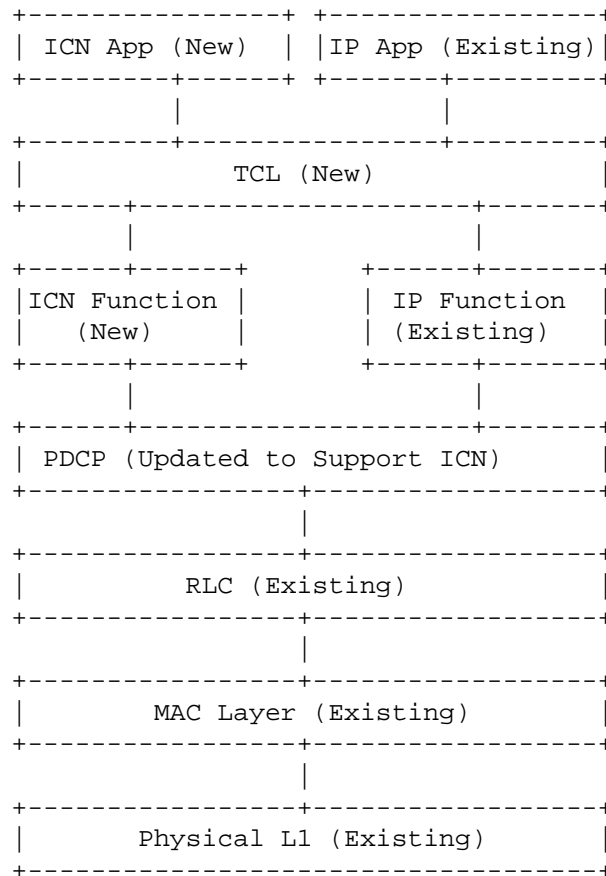 ICN App (New) IP App (Existing)
TCL (New)
ICN Function IP Function
(New) (Existing)
PDCP (Updated to Support ICN)
RLC (Existing)
MAC Layer (Existing)
Physical L1 (Existing)